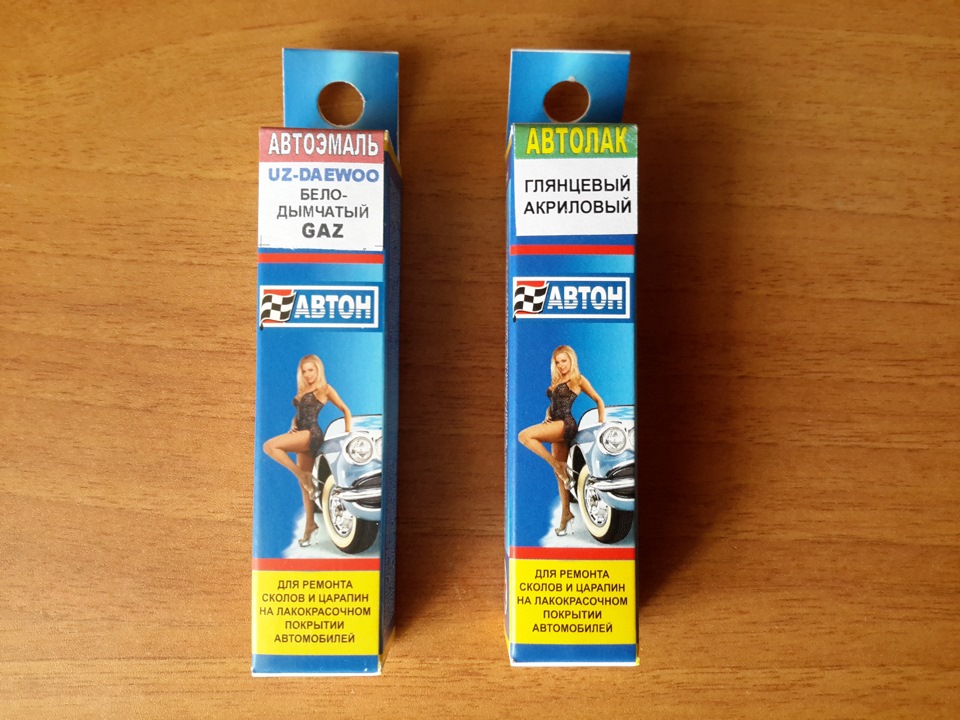 АВТОЭМАЛЬ
UZ-DAEWOO
БЕЛО-
ДЫМЧАТЫЙ
GAZ
АВТОН
ДЛЯ РЕМОНТА
СКОЛОВ И ЦАРАПИН
НА ЛАКОКРАСОЧНОМ
ПОКРЫТИИ
АВТОМОБИЛЕЙ
АВТОЛАК
ГЛЯНЦЕВЫЙ
АКРИЛОВЫЙ
АВТОН
ДЛЯ РЕМОНТА
СКОЛОВ И ЦАРАПИН
НА ЛАКОКРАСОЧНОМ
ПОКРЫТИИ
АВТОМОБИЛЕЙ